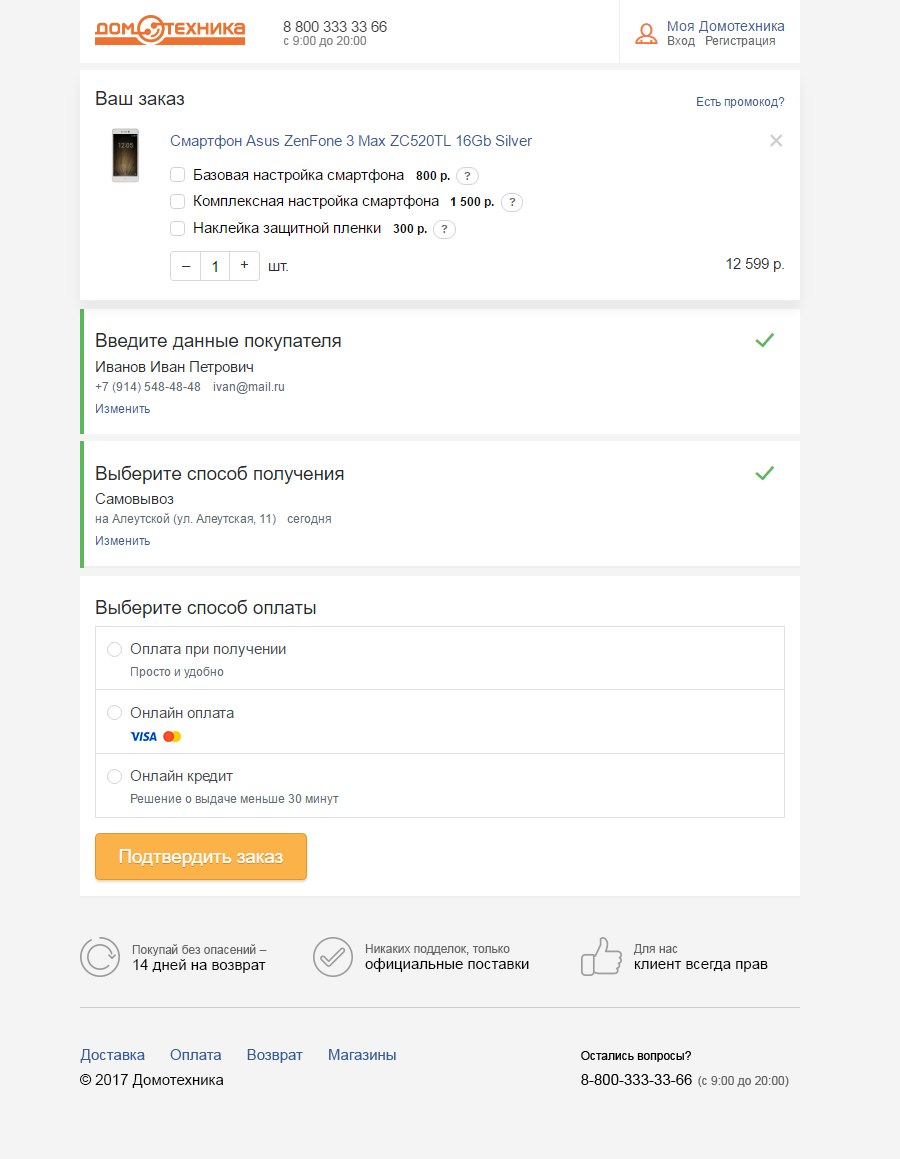 ДОМОТЕХНИКА
8 800 333 33 66
с 9:00 до 20:00
Моя Домотехника
Вход Регистрация
Ваш заказ
Есть промокод?
12:05
Смартфон Asus ZenFone 3 Max ZC520TL 16Gb Silver
Базовая настройка смартфона 800 р. ?
Комплексная настройка смартфона 1 500 р. ?
Наклейка защитной пленки 300 р. ?
– 1 + шт.
12 599 р.
Введите данные покупателя
Иванов Иван Петрович
+7 (914) 548-48-48 ivan@mail.ru
Изменить
Выберите способ получения
Самовывоз
на Алеутской (ул. Алеутская, 11) сегодня
Изменить
Выберите способ оплаты
Оплата при получении
Просто и удобно
Онлайн оплата
VISA
Онлайн кредит
Решение о выдаче меньше 30 минут
Подтвердить заказ
Покупай без опасений –
14 дней на возврат
Никаких подделок, только
официальные поставки
Для нас
клиент всегда прав
Доставка Оплата Возврат Магазины
© 2017 Домотехника
Остались вопросы?
8-800-333-33-66 (с 9:00 до 20:00)